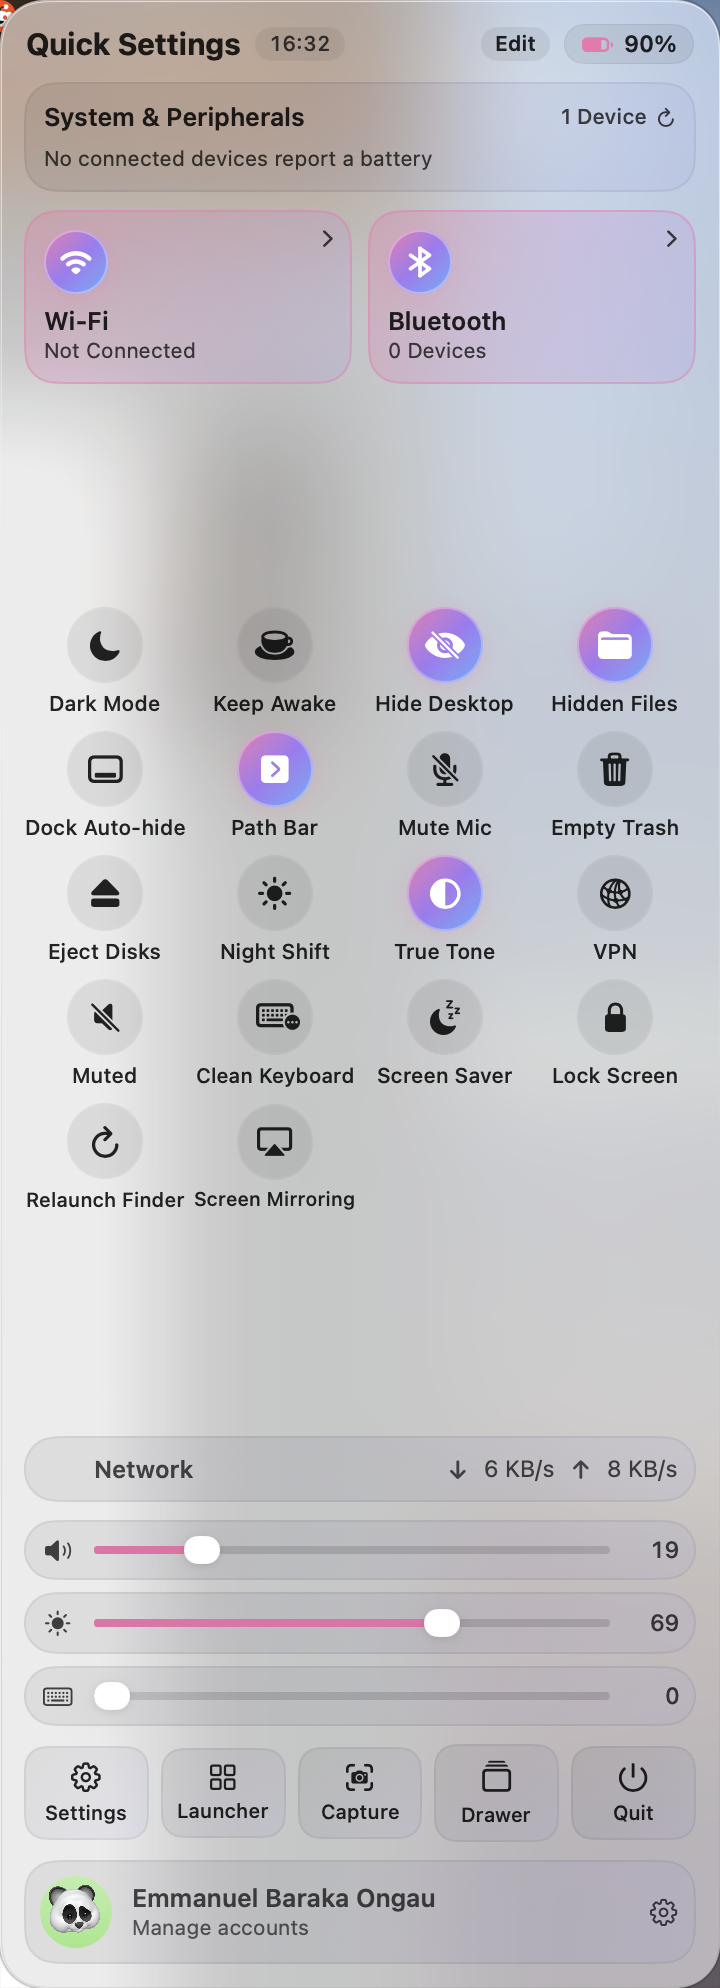 Quick Settings 16:32 Edit 90%
System & Peripherals 1 Device
No connected devices report a battery
Wi-Fi
Not Connected
Bluetooth
0 Devices
Dark Mode Keep Awake Hide Desktop Hidden Files
Dock Auto-hide Path Bar Mute Mic Empty Trash
Eject Disks Night Shift True Tone VPN
Muted Clean Keyboard Screen Saver Lock Screen
Relaunch Finder Screen Mirroring
Network ↓ 6 KB/s ↑ 8 KB/s
19
69
0
Settings Launcher Capture Drawer Quit
Emmanuel Baraka Ongau
Manage accounts